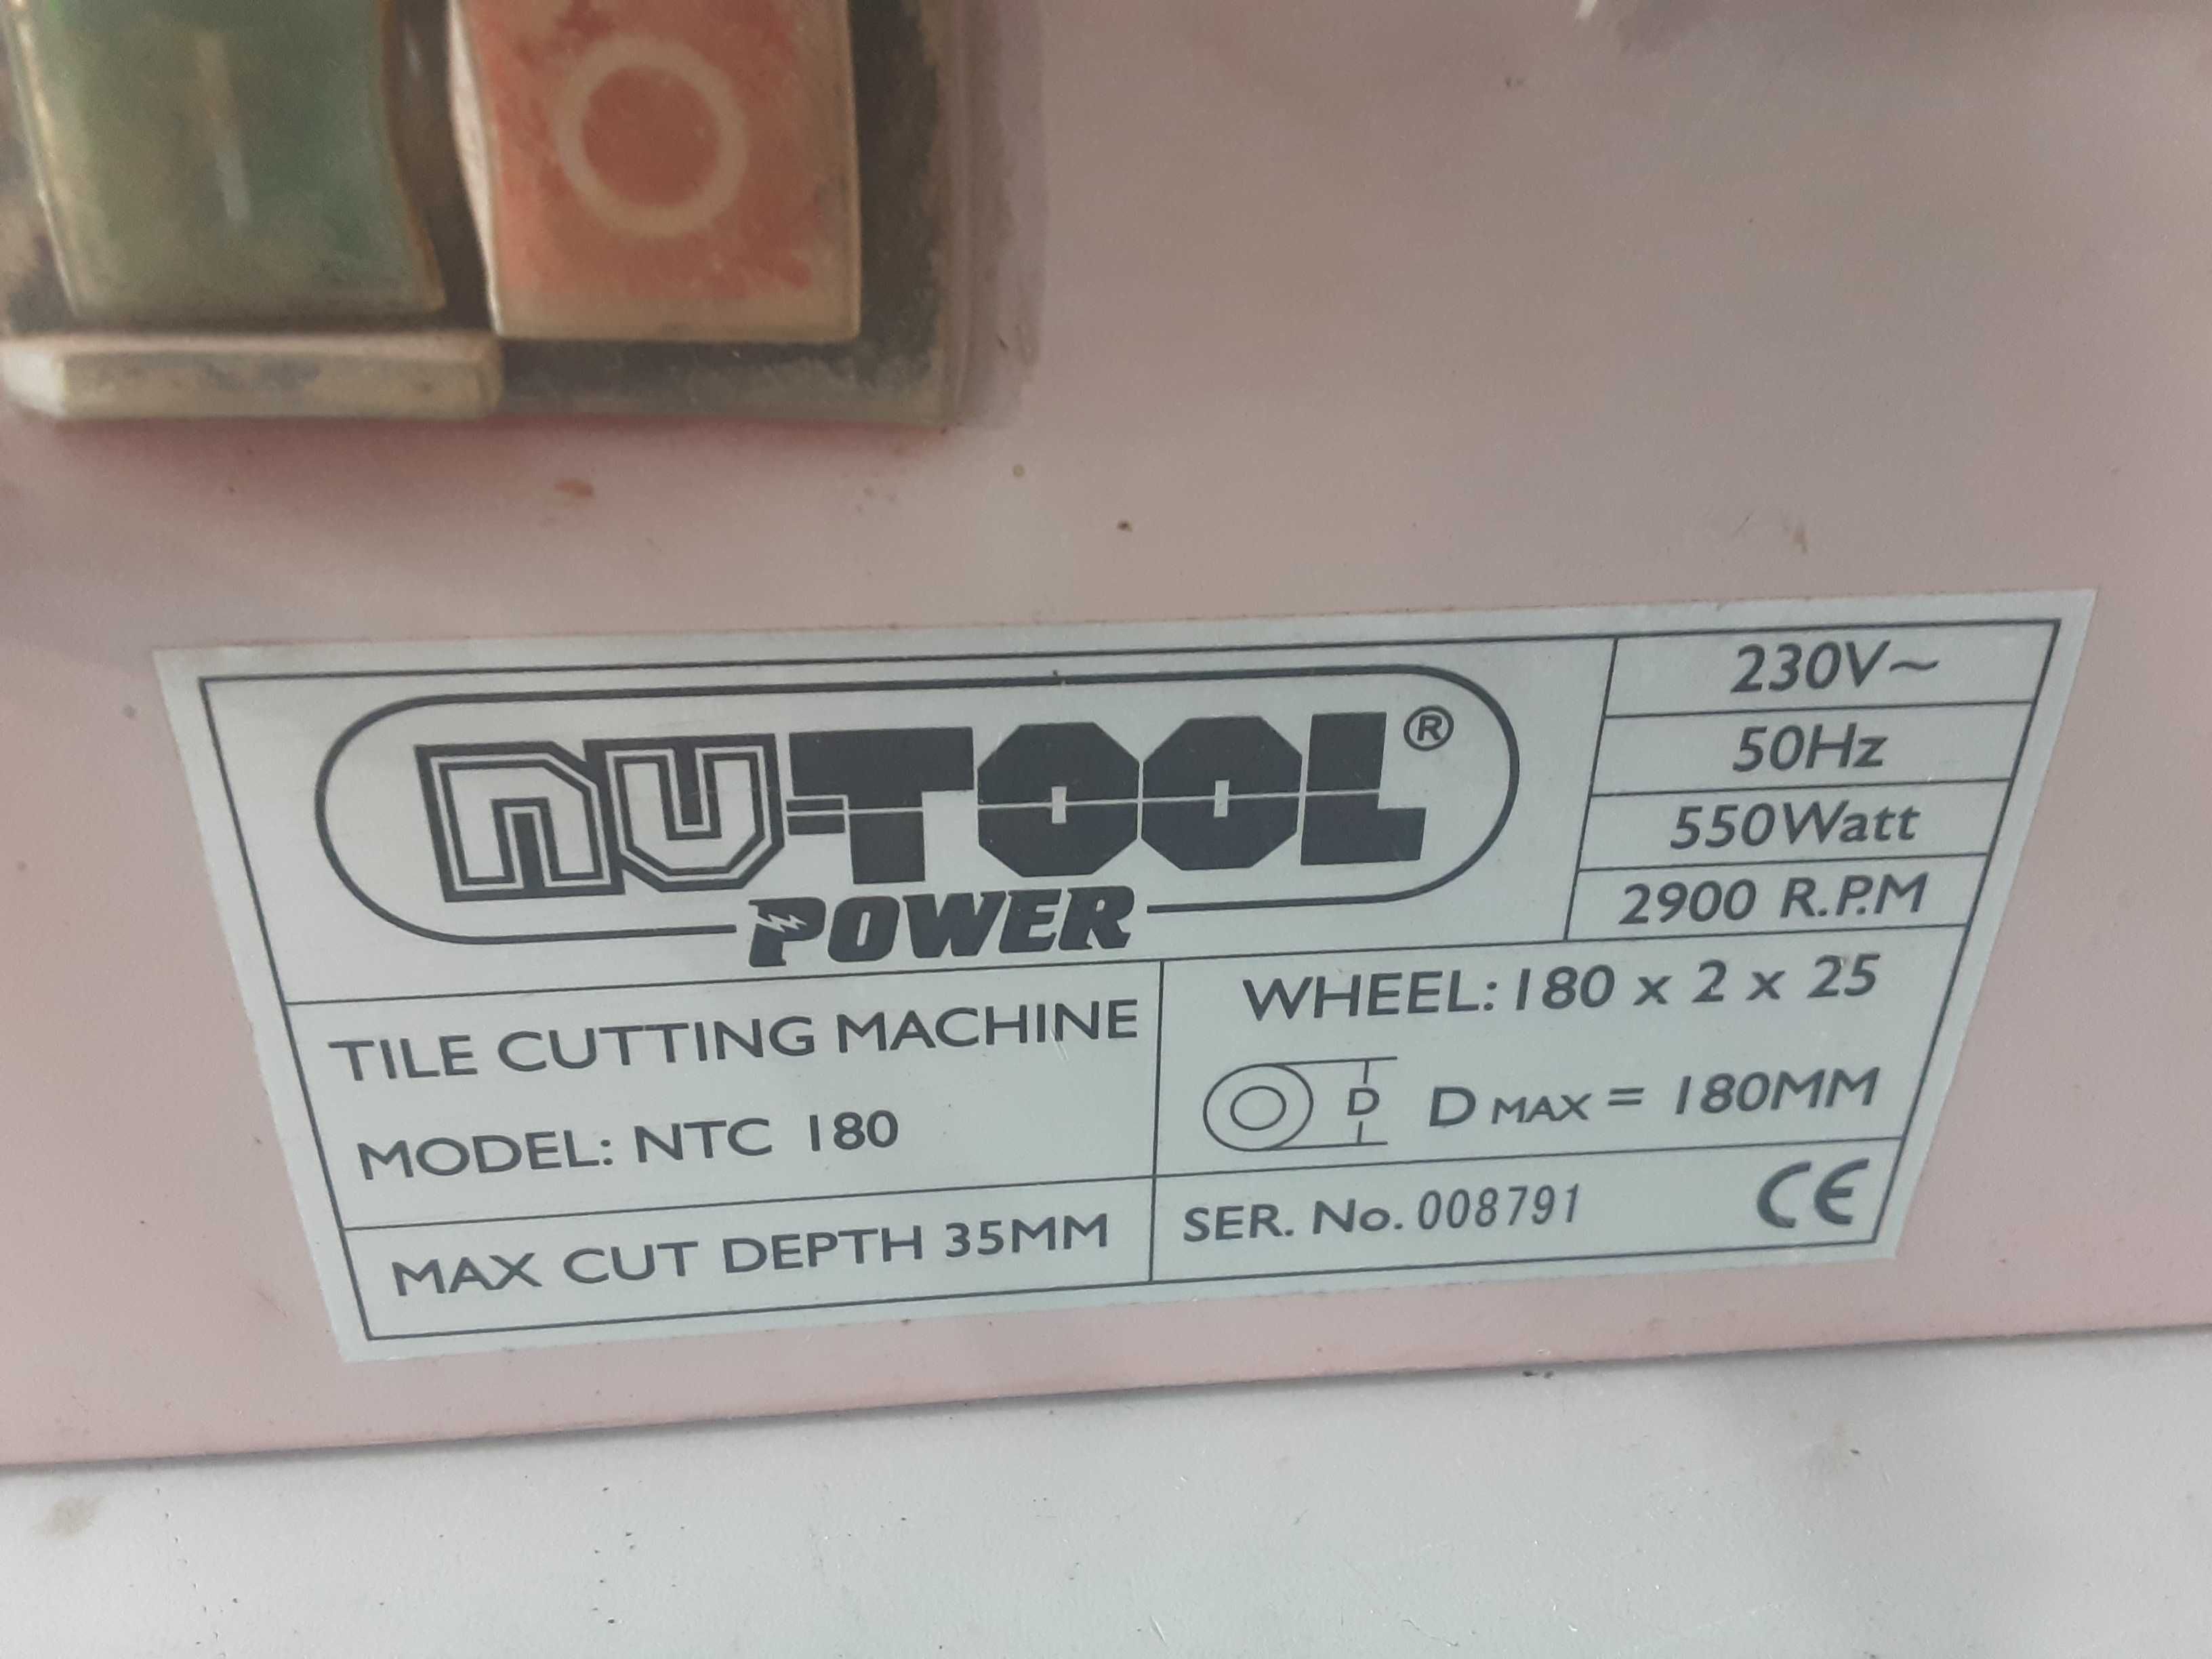 NU-TOOL®
POWER
230V~
50Hz
550Watt
2900 R.P.M
TILE CUTTING MACHINE
MODEL: NTC 180
MAX CUT DEPTH 35MM
WHEEL: 180 x 2 x 25
D D MAX = 180MM
SER. No. 008791 CE